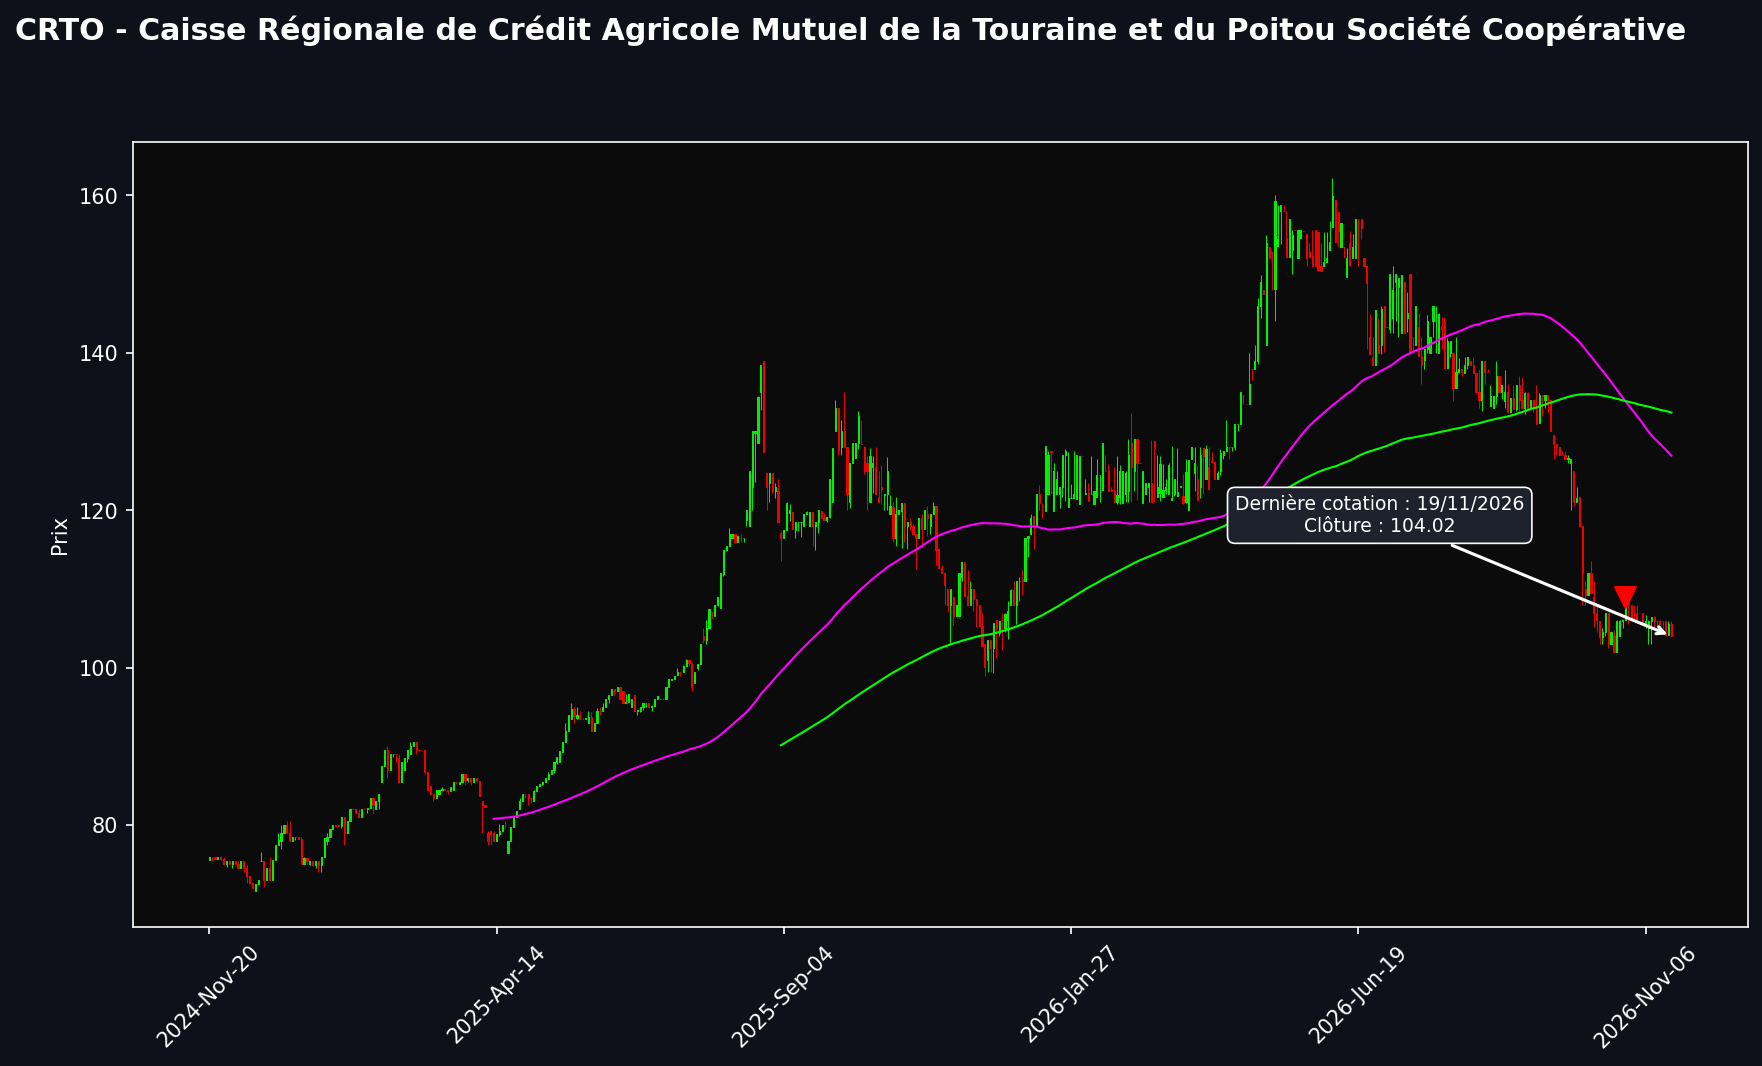 CRTO - Caisse Régionale de Crédit Agricole Mutuel de la Touraine et du Poitou Société Coopérative
Prix
160
140
120
100
80
Dernière cotation : 19/11/2026
Clôture : 104.02
2024-Nov-20
2025-Apr-14
2025-Sep-04
2026-Jan-27
2026-Jun-19
2026-Nov-06